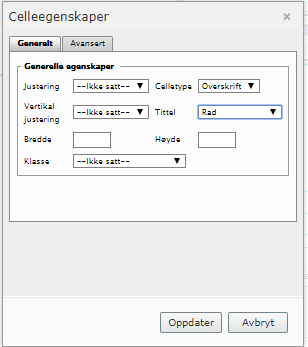 Celleegenskaper ×
Generelt Avansert
Generelle egenskaper
Justering --Ikke satt-- Celletype Overskrift
Vertikal justering --Ikke satt-- Tittel Rad
Bredde Høyde
Klasse --Ikke satt--
Oppdater Avbryt